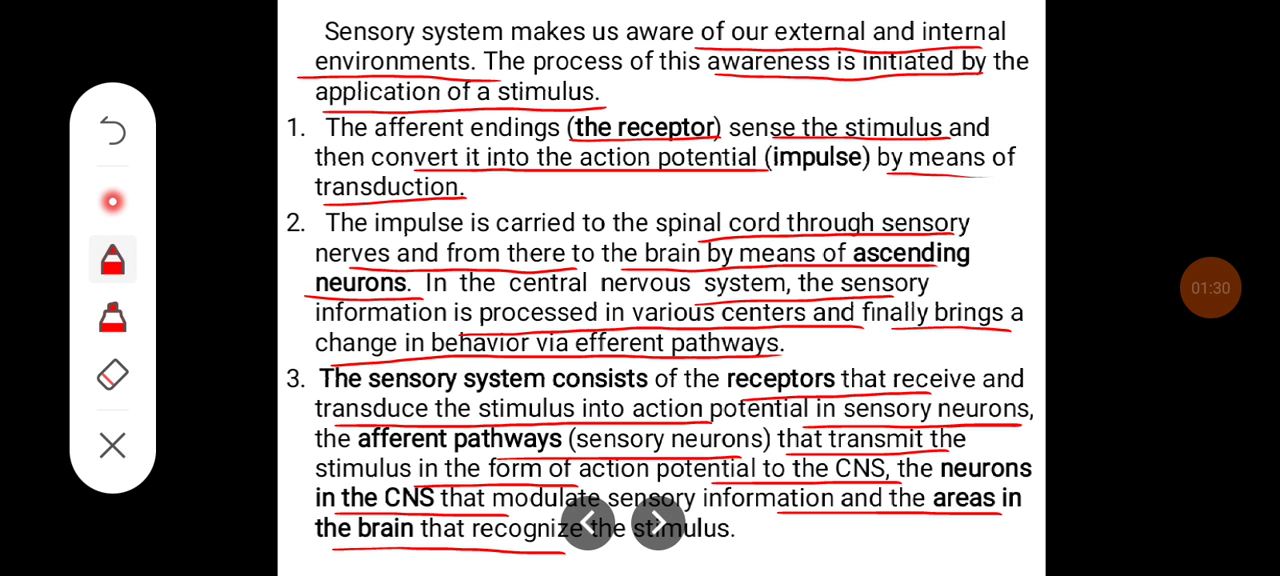 Sensory system makes us aware of our external and internal
environments. The process of this awareness is initiated by the
application of a stimulus.
1. The afferent endings (the receptor) sense the stimulus and
then convert it into the action potential (impulse) by means of
transduction.
2. The impulse is carried to the spinal cord through sensory
nerves and from there to the brain by means of ascending
neurons. In the central nervous system, the sensory
information is processed in various centers and finally brings a
change in behavior via efferent pathways.
3. The sensory system consists of the receptors that receive and
transduce the stimulus into action potential in sensory neurons,
the afferent pathways (sensory neurons) that transmit the
stimulus in the form of action potential to the CNS, the neurons
in the CNS that modulate sensory information and the areas in
the brain that recognize the stimulus.
01:30